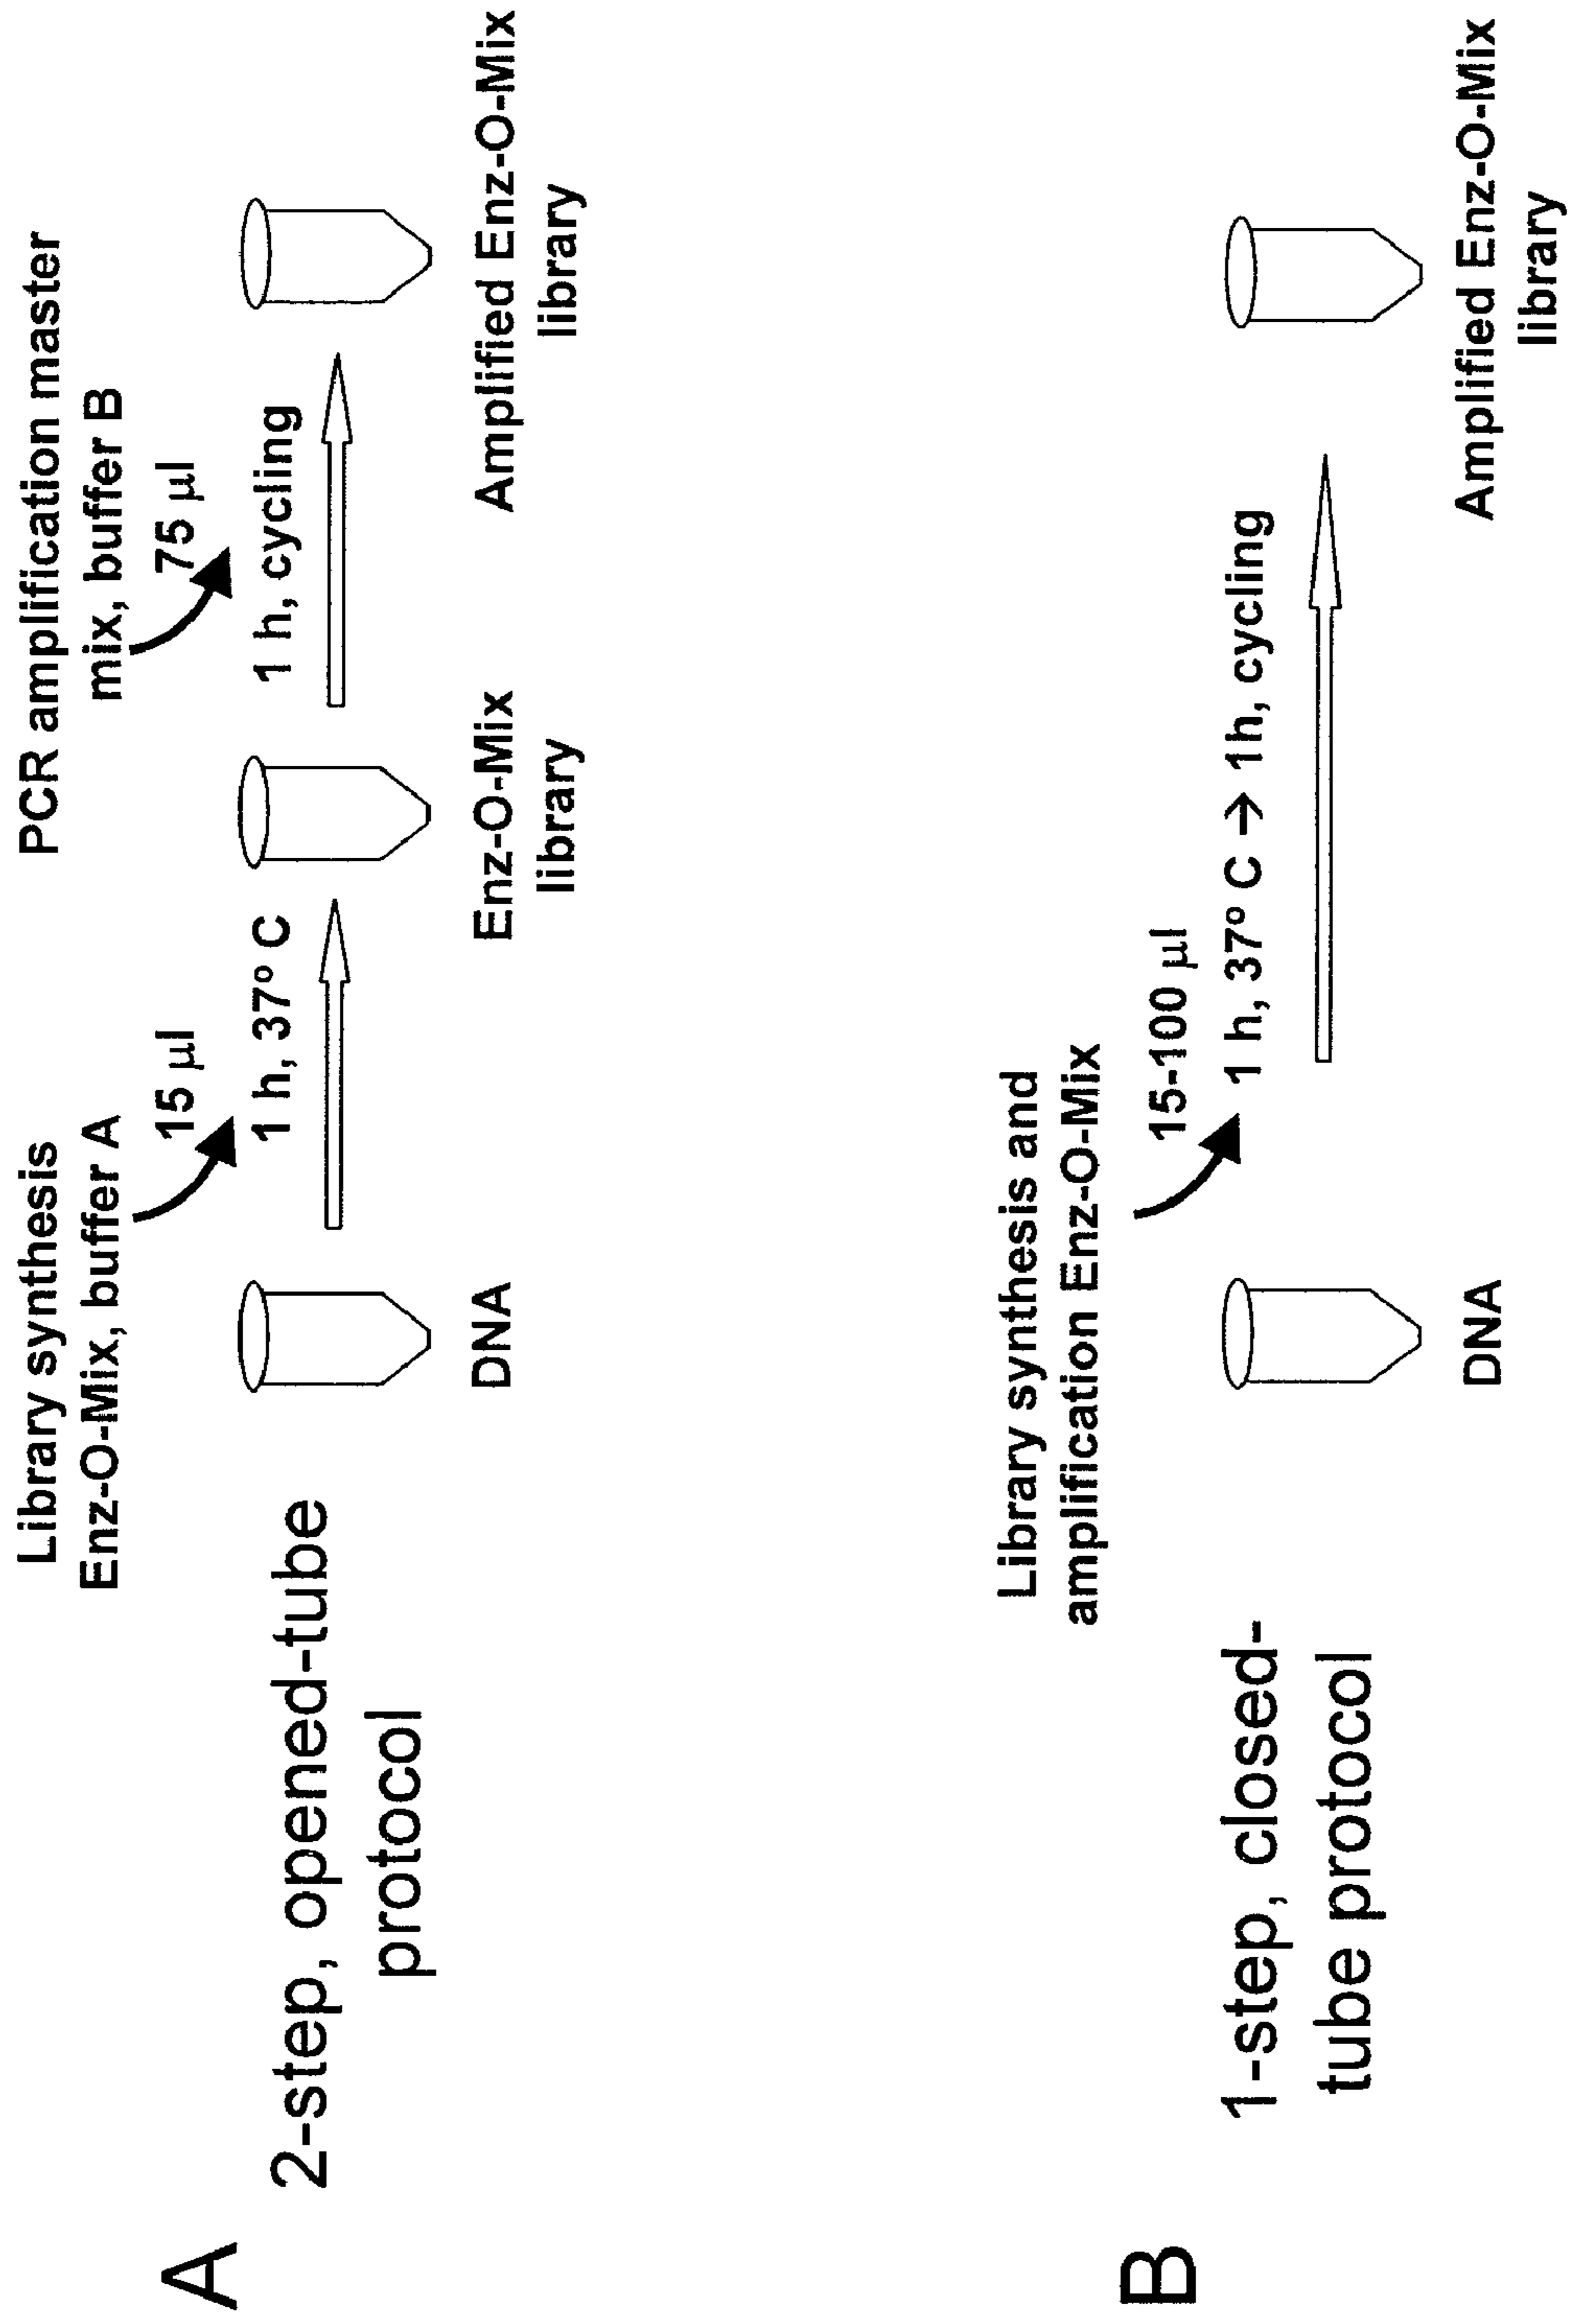 A
2-step, opened-tube
protocol
Library synthesis
Enz-O-Mix, buffer A
15 µl
1 h, 37° C
DNA
Enz-O-Mix
library
PCR amplification master
mix, buffer B
75 µl
1 h, cycling
Amplified Enz-O-Mix
library
B
1-step, closed-
tube protocol
Library synthesis and
amplification Enz-O-Mix
15-100 µl
1 h, 37° C → 1h, cycling
DNA
Amplified Enz-O-Mix
library